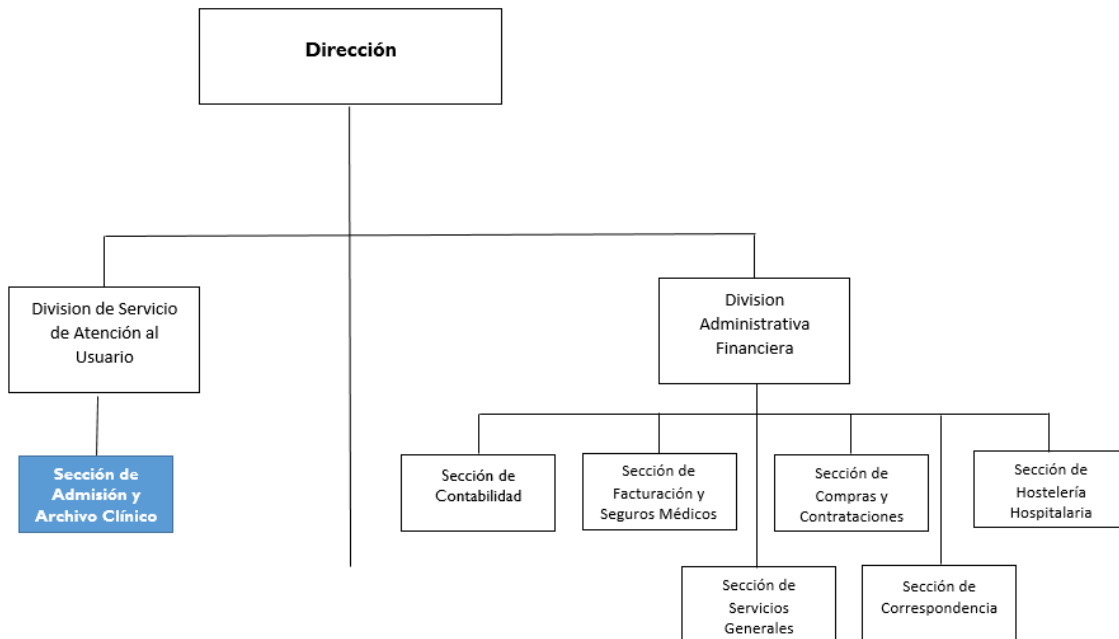 Dirección
Division de Servicio
de Atención al
Usuario
Division
Administrativa
Financiera
Sección de
Admisión y
Archivo Clínico
Sección de
Contabilidad
Sección de
Facturación y
Seguros Médicos
Sección de
Compras y
Contrataciones
Sección de
Hostelería
Hospitalaria
Sección de
Servicios
Generales
Sección de
Correspondencia